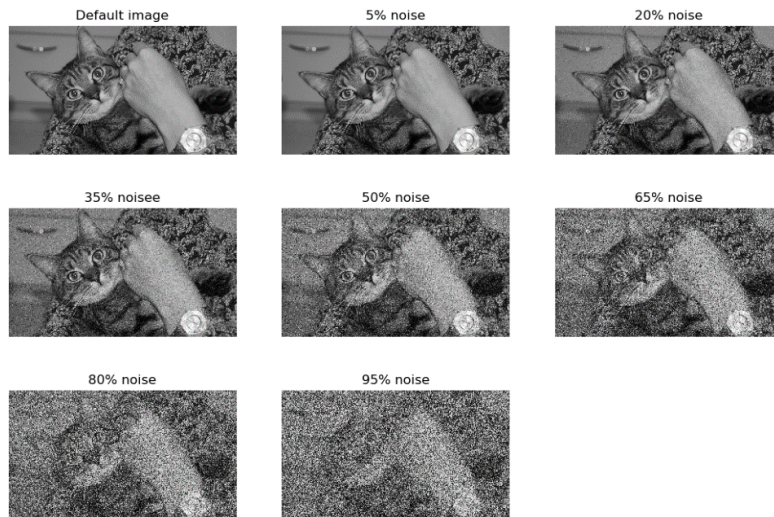 Default image
5% noise
20% noise
35% noisee
50% noise
65% noise
80% noise
95% noise